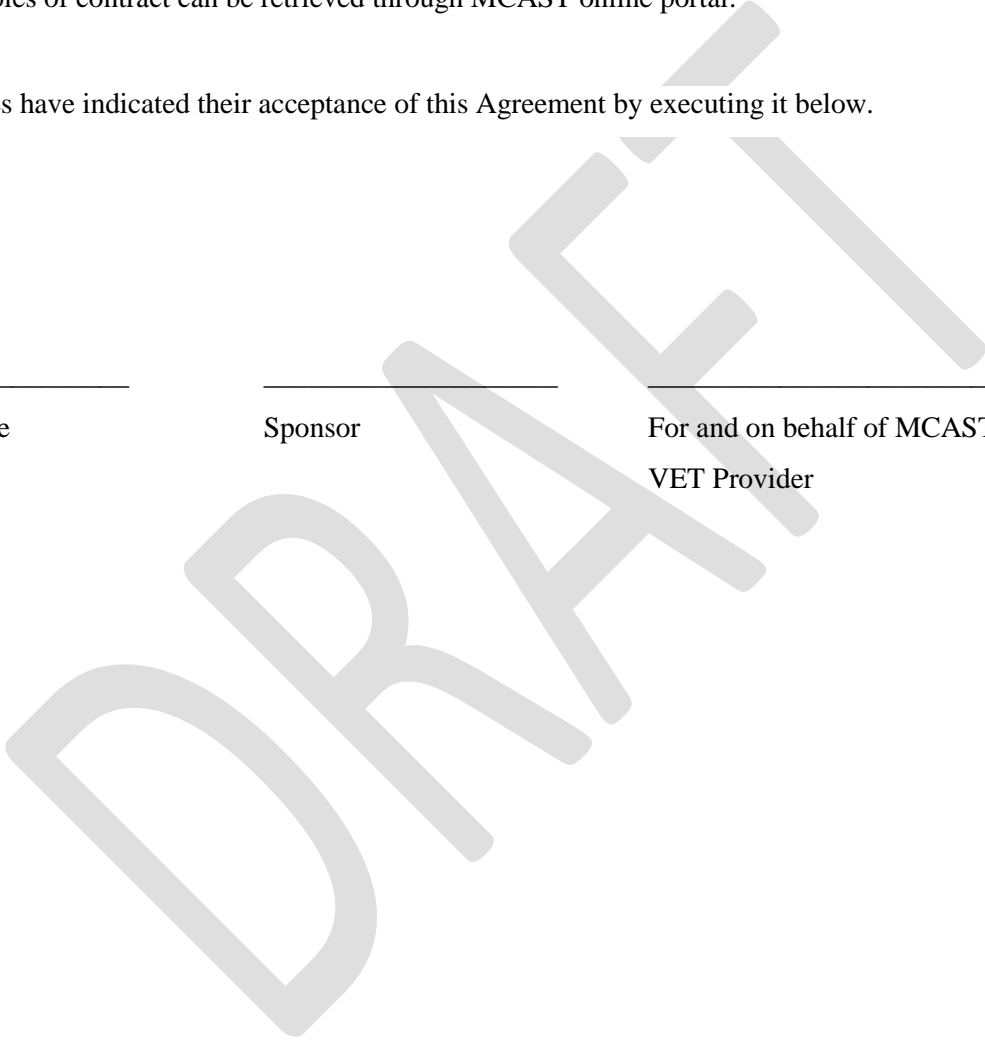 of contract can be retrieved through MCAST online portal.
have indicated their acceptance of this Agreement by executing it below.
Sponsor
For and on behalf of MCAST
VET Provider
DRAFT